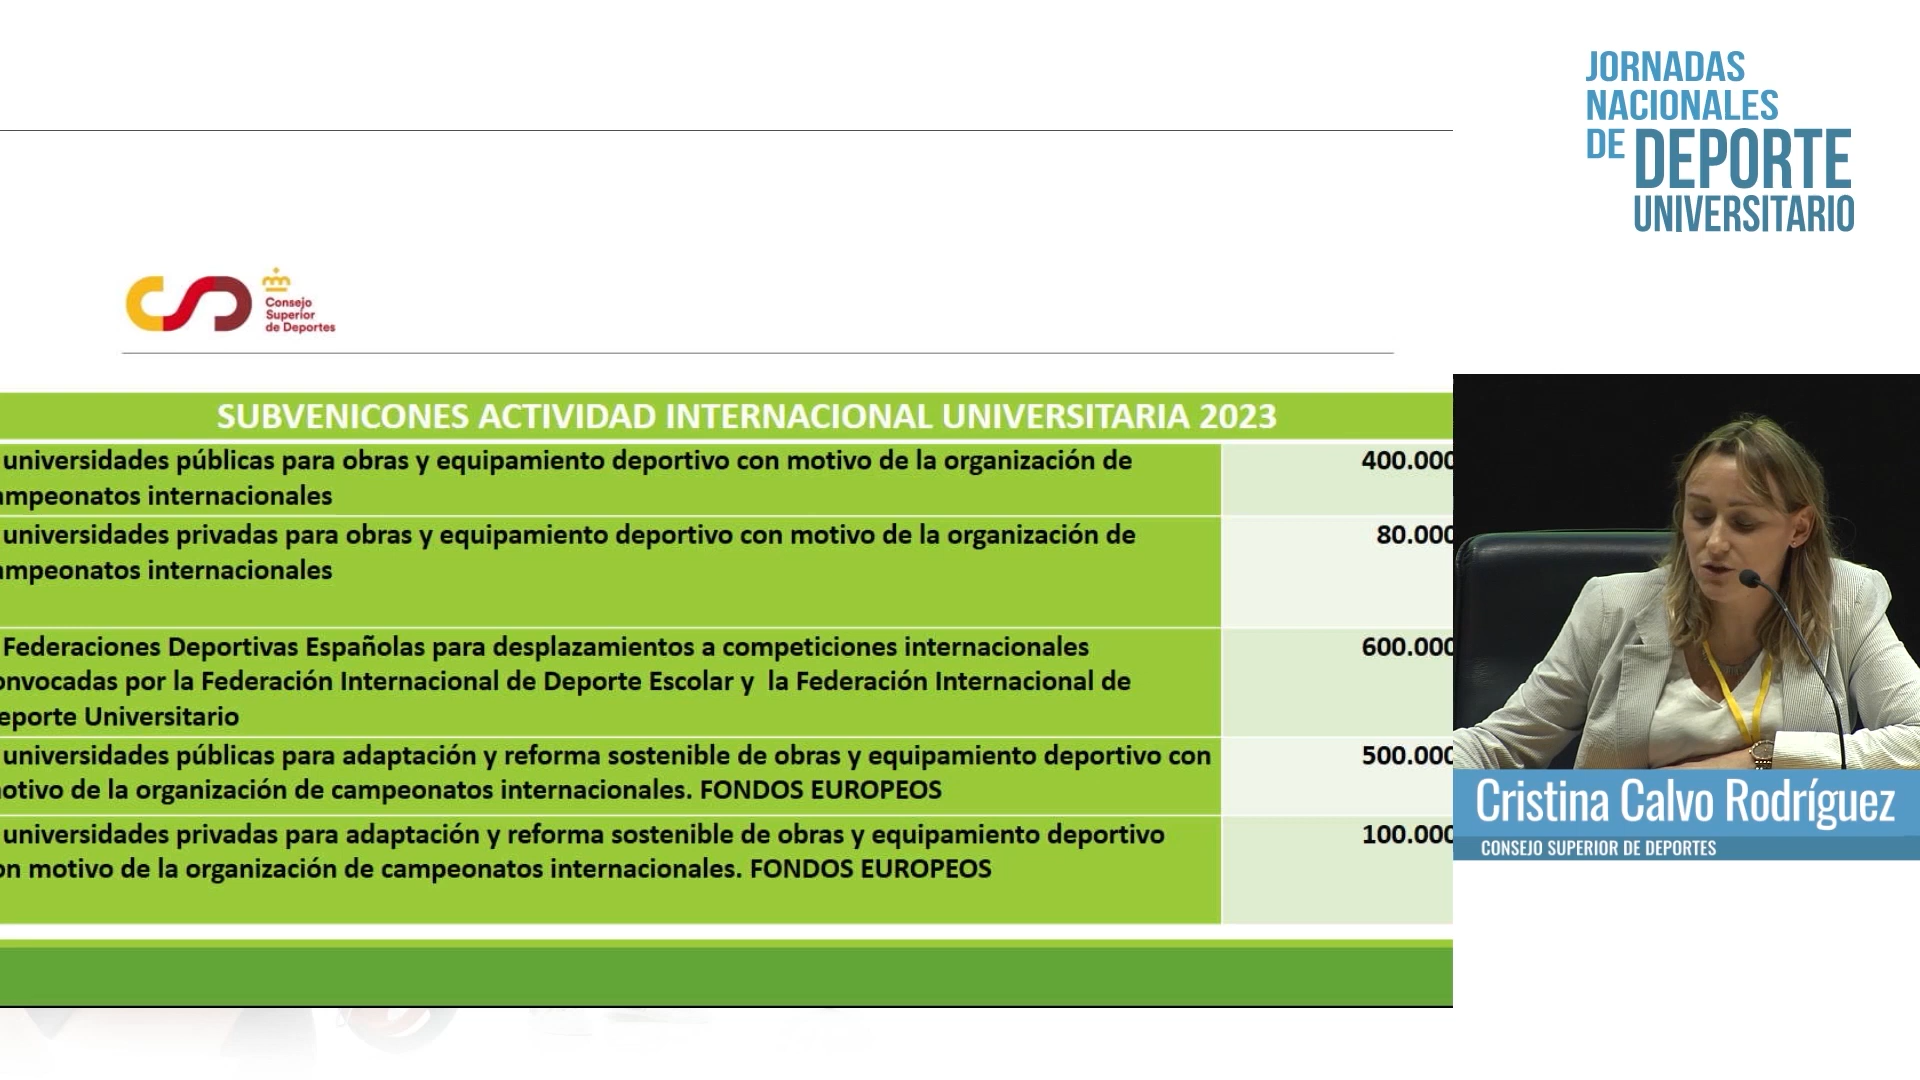 JORNADAS
NACIONALES
DE DEPORTE
UNIVERSITARIO
Consejo
Superior
de Deportes
SUBVENICONES ACTIVIDAD INTERNACIONAL UNIVERSITARIA 2023
universidades públicas para obras y equipamiento deportivo con motivo de la organización de
ampeonatos internacionales
400.000
universidades privadas para obras y equipamiento deportivo con motivo de la organización de
ampeonatos internacionales
80.000
Federaciones Deportivas Españolas para desplazamientos a competiciones internacionales
onvocadas por la Federación Internacional de Deporte Escolar y la Federación Internacional de
eporte Universitario
600.000
universidades públicas para adaptación y reforma sostenible de obras y equipamiento deportivo con
otivo de la organización de campeonatos internacionales. FONDOS EUROPEOS
500.000
universidades privadas para adaptación y reforma sostenible de obras y equipamiento deportivo
on motivo de la organización de campeonatos internacionales. FONDOS EUROPEOS
100.000
Cristina Calvo Rodríguez
CONSEJO SUPERIOR DE DEPORTES